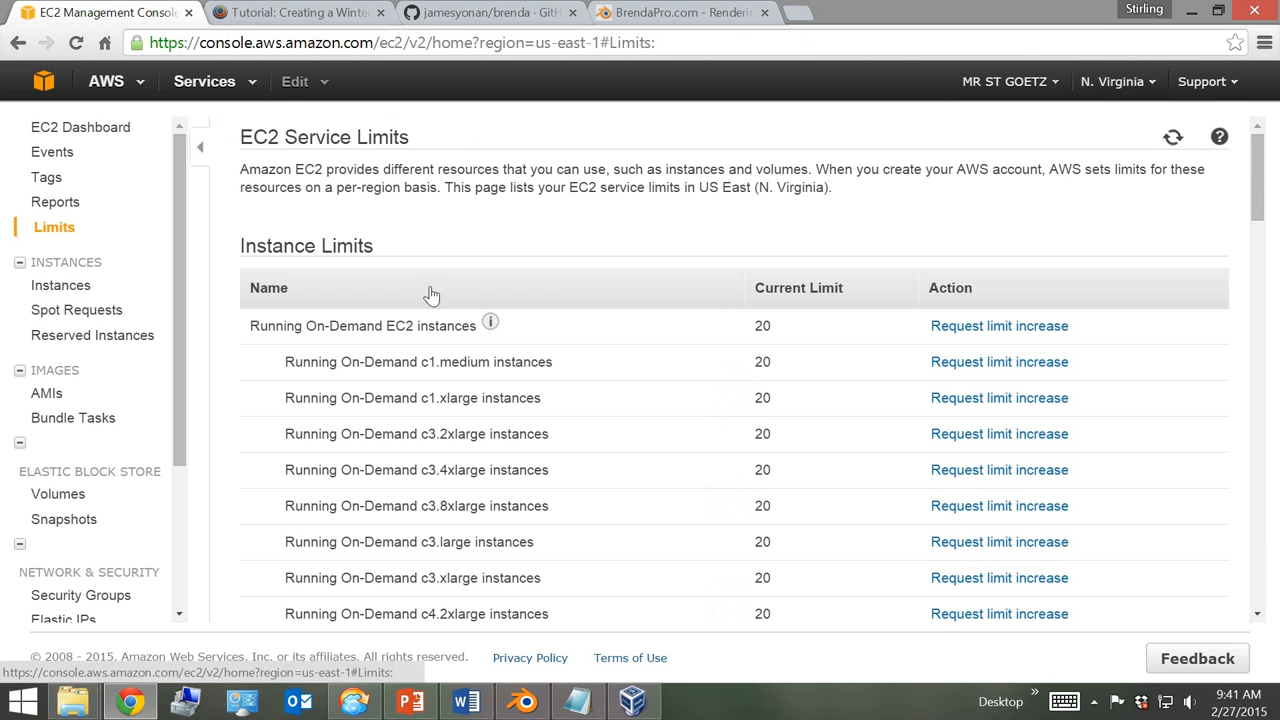 EC2 Management Consol
Tutorial: Creating a Winte
jamesyonan/brenda · GitH
BrendaPro.com - Renderin
Stirling
https://console.aws.amazon.com/ec2/v2/home?region=us-east-1#Limits:
AWS
Services
Edit
MR ST GOETZ
N. Virginia
Support
EC2 Dashboard
Events
Tags
Reports
Limits
INSTANCES
Instances
Spot Requests
Reserved Instances
IMAGES
AMIs
Bundle Tasks
ELASTIC BLOCK STORE
Volumes
Snapshots
NETWORK & SECURITY
Security Groups
Elastic IPs
EC2 Service Limits
Amazon EC2 provides different resources that you can use, such as instances and volumes. When you create your AWS account, AWS sets limits for these
resources on a per-region basis. This page lists your EC2 service limits in US East (N. Virginia).
Instance Limits
Name Current Limit Action
Running On-Demand EC2 instances 20 Request limit increase
Running On-Demand c1.medium instances 20 Request limit increase
Running On-Demand c1.xlarge instances 20 Request limit increase
Running On-Demand c3.2xlarge instances 20 Request limit increase
Running On-Demand c3.4xlarge instances 20 Request limit increase
Running On-Demand c3.8xlarge instances 20 Request limit increase
Running On-Demand c3.large instances 20 Request limit increase
Running On-Demand c3.xlarge instances 20 Request limit increase
Running On-Demand c4.2xlarge instances 20 Request limit increase
© 2008 - 2015, Amazon Web Services, Inc. or its affiliates. All rights reserved.
Privacy Policy
Terms of Use
Feedback
https://console.aws.amazon.com/ec2/v2/home?region=us-east-1#Limits:
Desktop
9:41 AM
2/27/2015